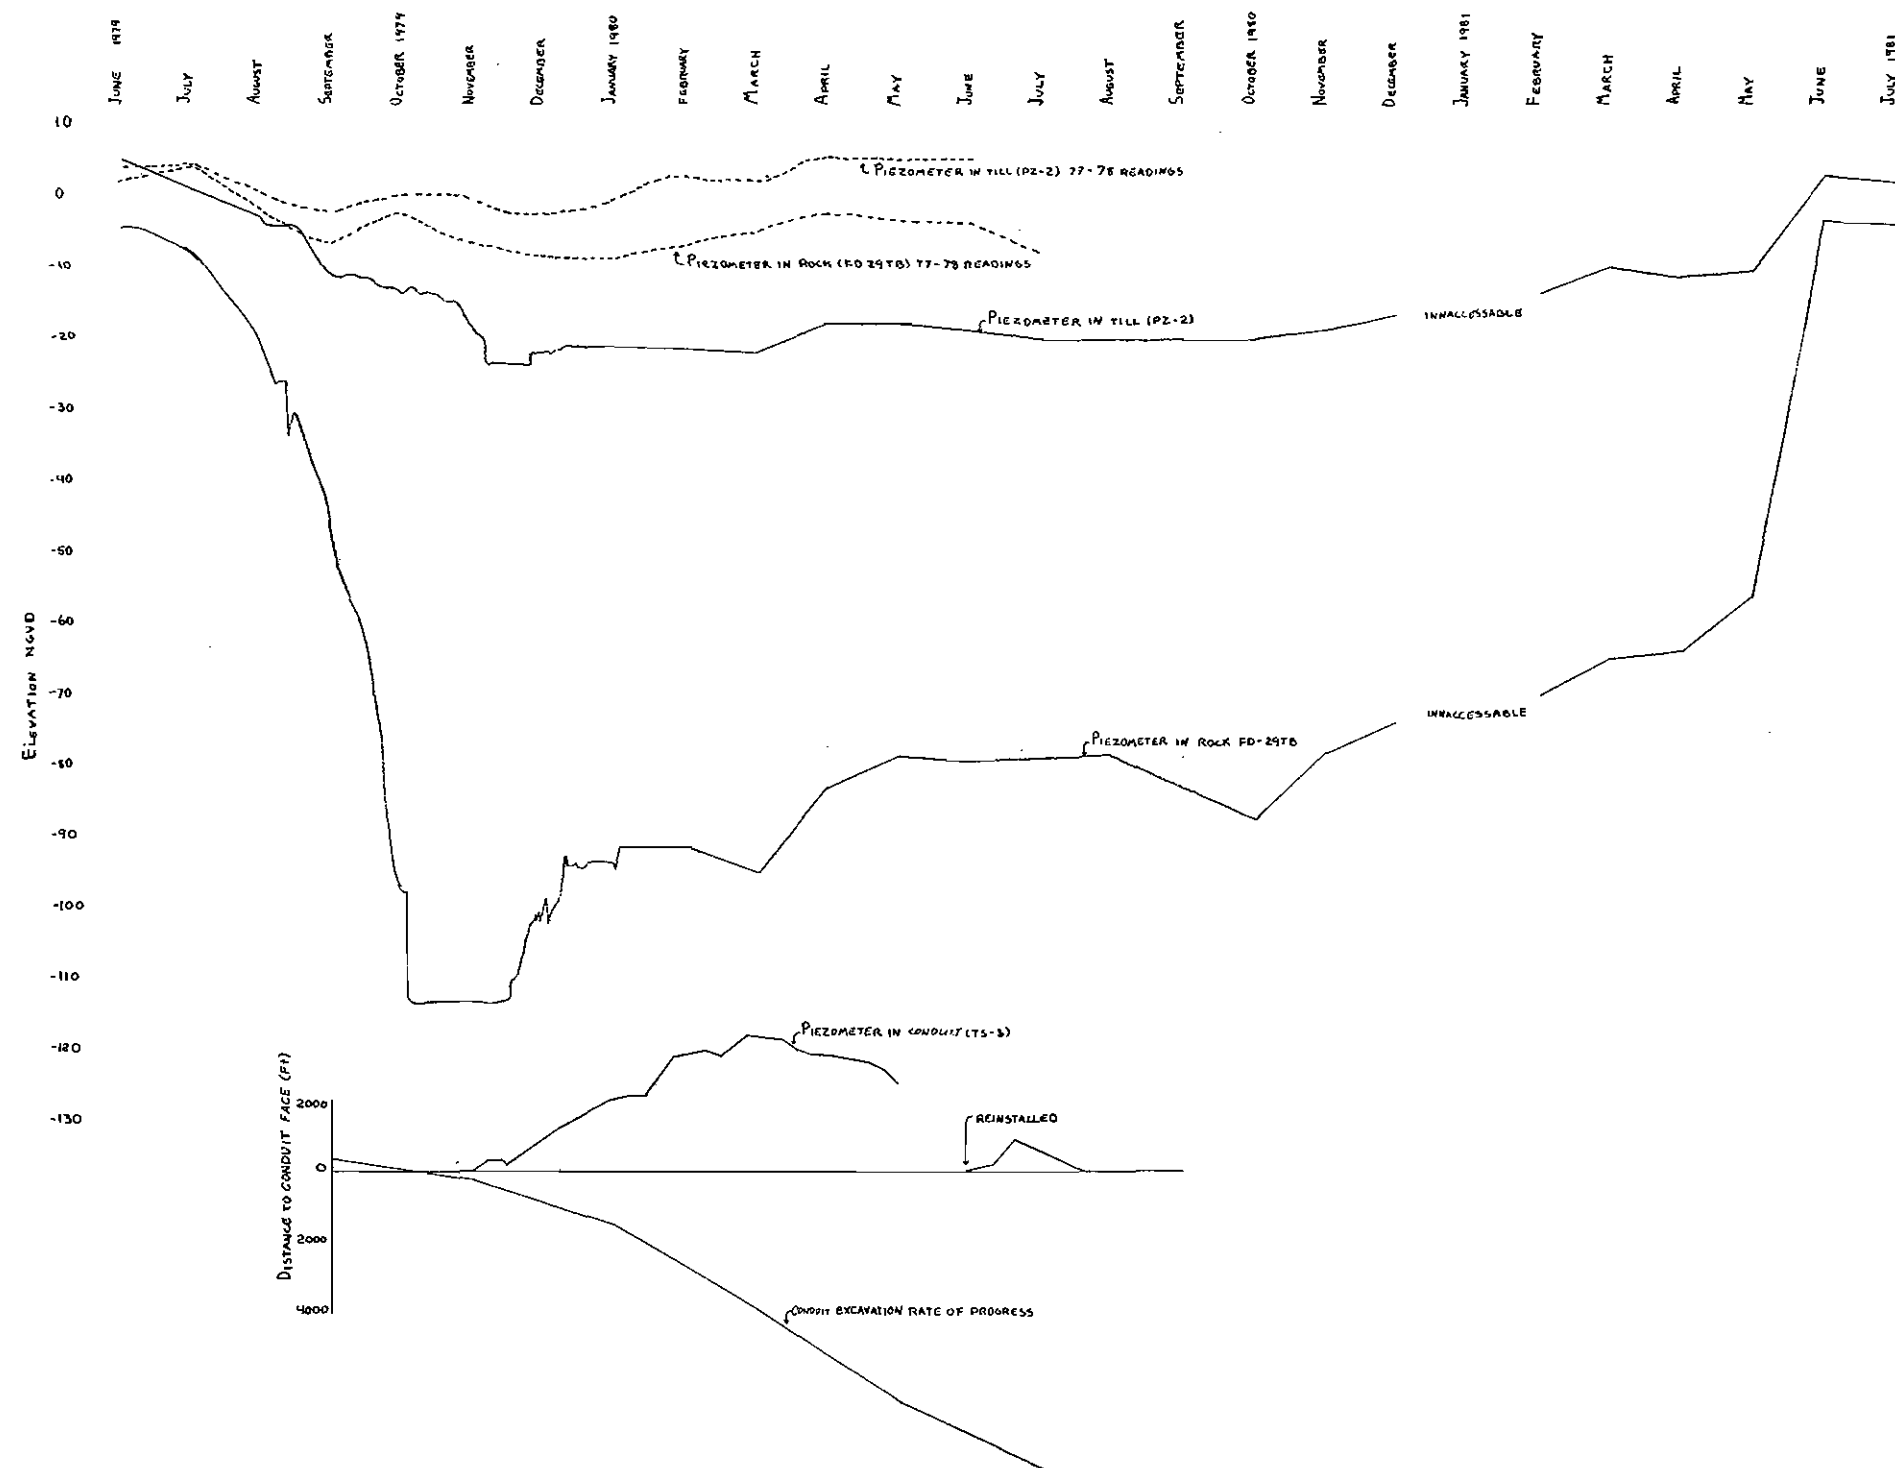 JUNE 1979
JULY
AUGUST
SEPTEMBER
OCTOBER 1979
NOVEMBER
DECEMBER
JANUARY 1980
FEBRUARY
MARCH
APRIL
MAY
JUNE
JULY
AUGUST
SEPTEMBER
OCTOBER 1980
NOVEMBER
DECEMBER
JANUARY 1981
FEBRUARY
MARCH
APRIL
MAY
JUNE
JULY 1981
10
0
-10
-20
-30
-40
-50
-60
-70
-80
-90
-100
-110
-120
-130
ELEVATION NGVD
PIEZOMETER IN TILL (PZ-2) 77-78 READINGS
PIEZOMETER IN ROCK (FD 29TB) 77-78 READINGS
PIEZOMETER IN TILL (PZ-2)
INNACCESSABLE
INNACCESSABLE
PIEZOMETER IN ROCK FD-29TB
PIEZOMETER IN CONDUIT (TS-3)
REINSTALLED
DISTANCE TO CONDUIT FACE (Ft)
2000
0
2000
4000
CONDUIT EXCAVATION RATE OF PROGRESS